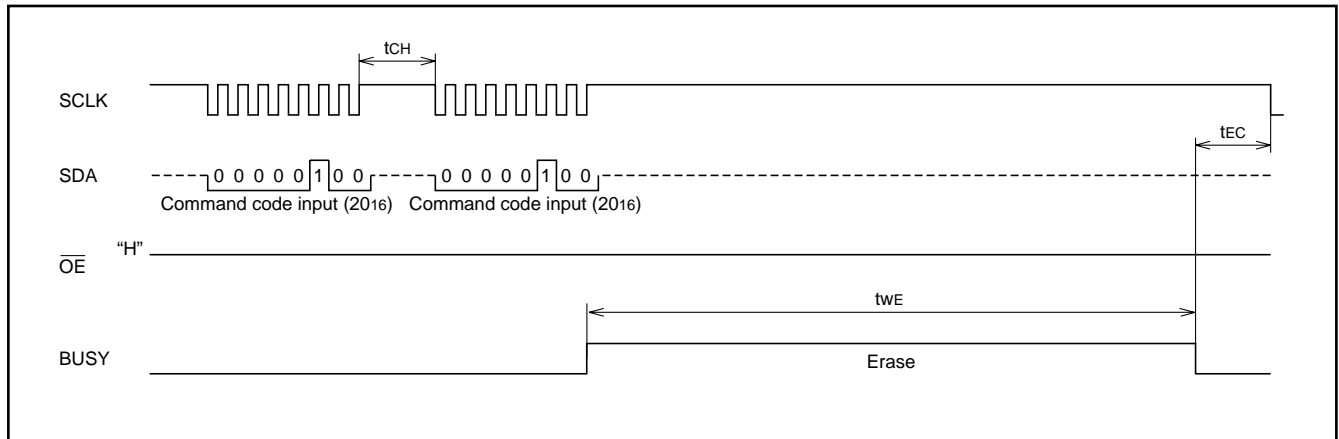 tCH
SCLK
tEC
SDA
0 0 0 0 0 1 0 0
0 0 0 0 0 1 0 0
Command code input (2016)
Command code input (2016)
“H”
OE
twE
BUSY
Erase